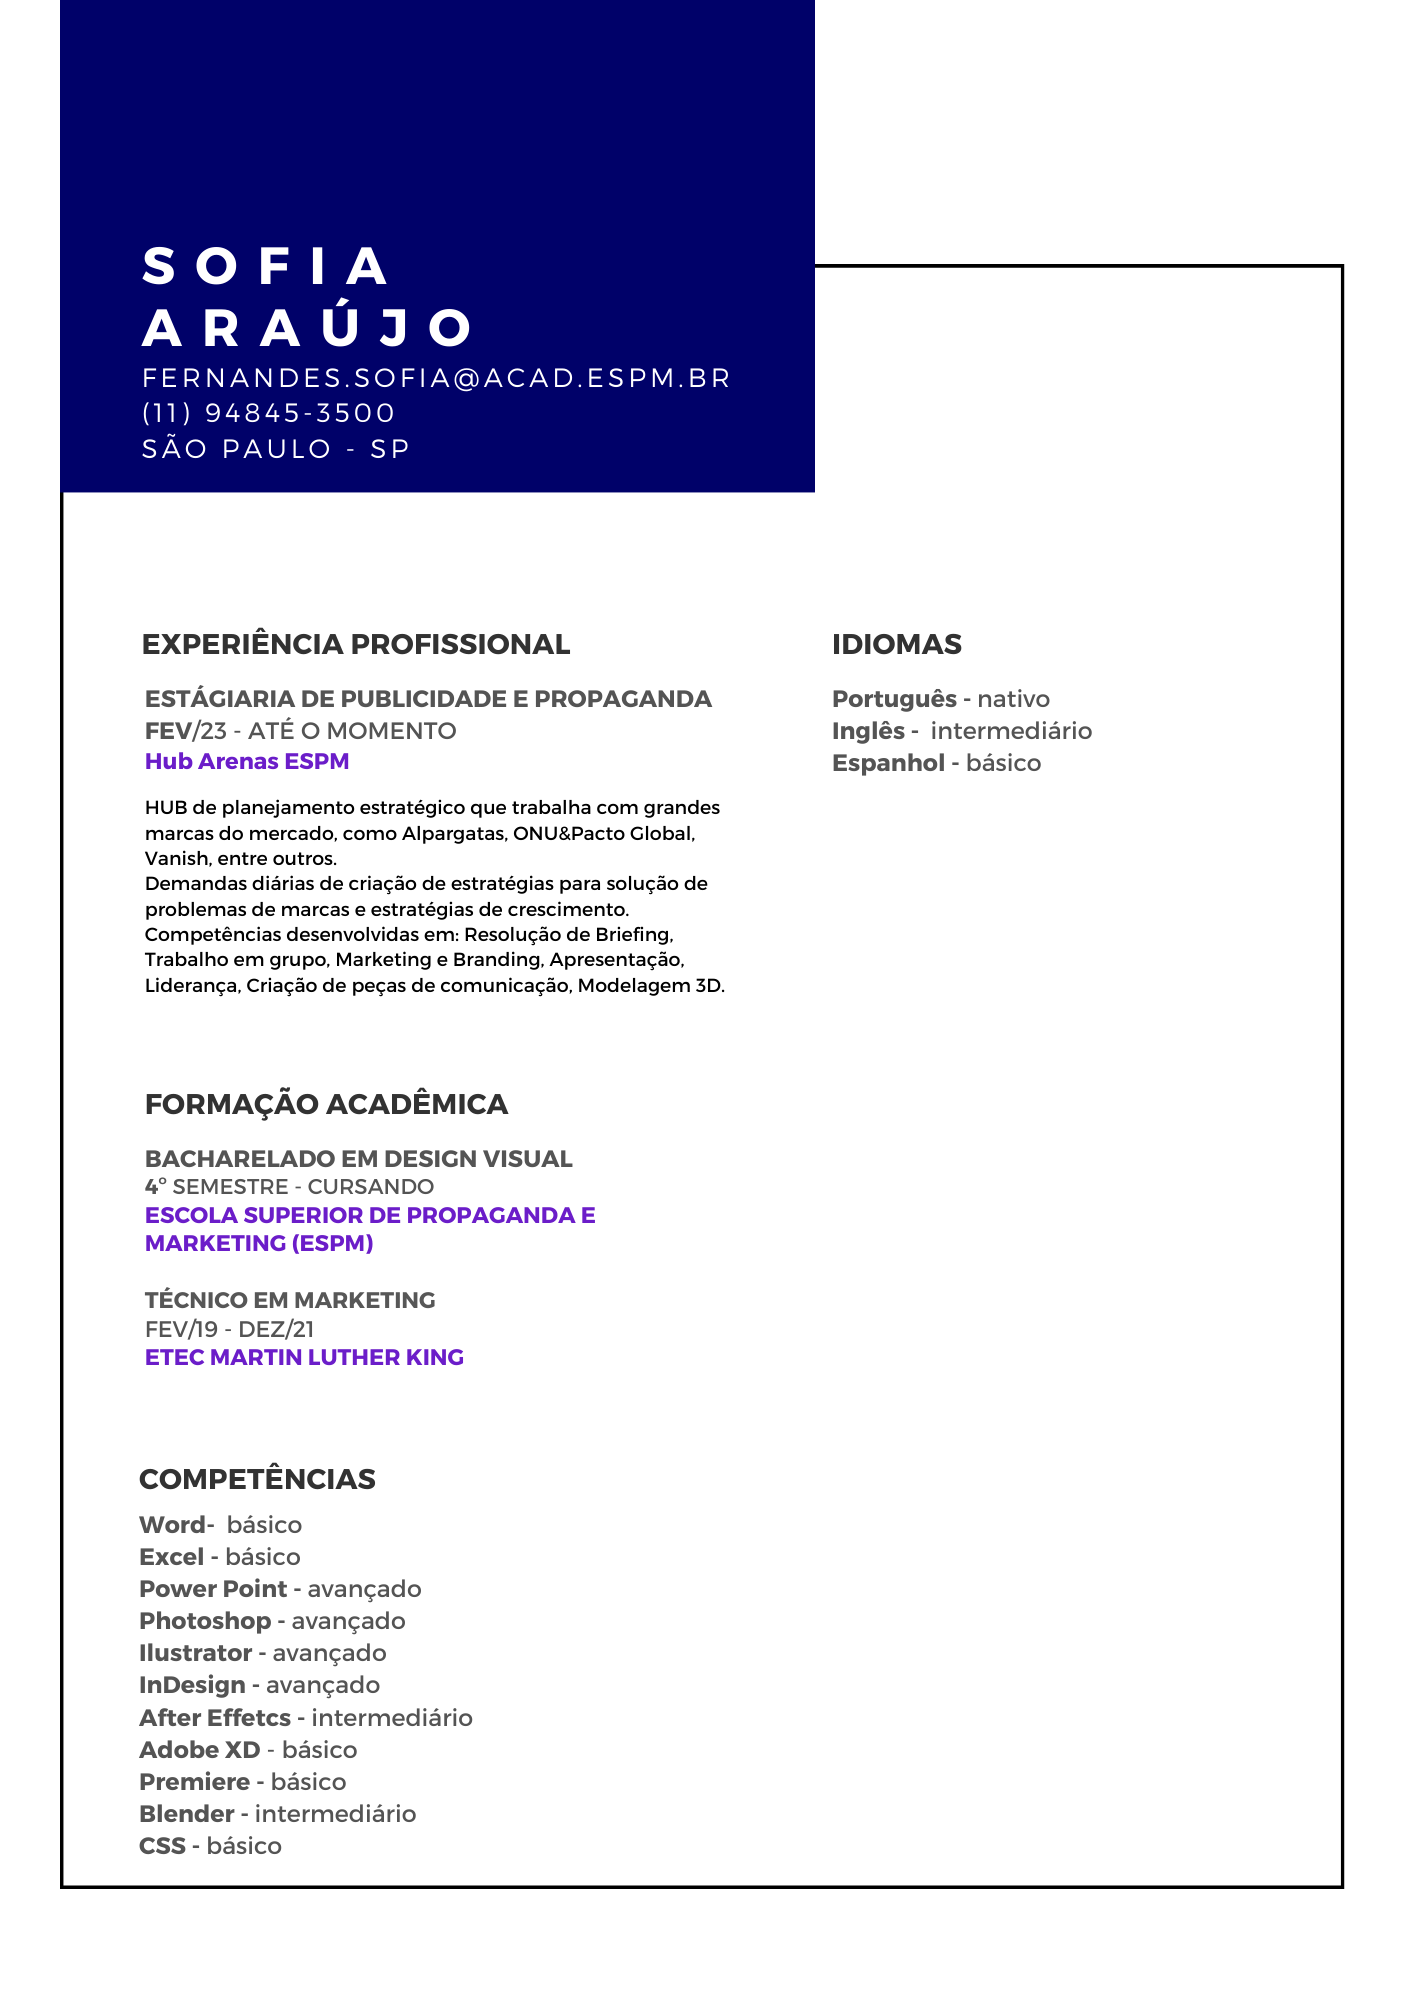 SOFIA
ARAÚJO
FERNANDES.SOFIA@ACAD.ESPM.BR
(11) 94845-3500
SÃO PAULO - SP
EXPERIÊNCIA PROFISSIONAL
ESTÁGIARIA DE PUBLICIDADE E PROPAGANDA
FEV/23 - ATÉ O MOMENTO
Hub Arenas ESPM
HUB de planejamento estratégico que trabalha com grandes
marcas do mercado, como Alpargatas, ONU&Pacto Global,
Vanish, entre outros.
Demandas diárias de criação de estratégias para solução de
problemas de marcas e estratégias de crescimento.
Competências desenvolvidas em: Resolução de Briefing,
Trabalho em grupo, Marketing e Branding, Apresentação,
Liderança, Criação de peças de comunicação, Modelagem 3D.
FORMAÇÃO ACADÊMICA
BACHARELADO EM DESIGN VISUAL
4º SEMESTRE - CURSANDO
ESCOLA SUPERIOR DE PROPAGANDA E
MARKETING (ESPM)
TÉCNICO EM MARKETING
FEV/19 - DEZ/21
ETEC MARTIN LUTHER KING
COMPETÊNCIAS
Word- básico
Excel - básico
Power Point - avançado
Photoshop - avançado
Ilustrator - avançado
InDesign - avançado
After Effetcs - intermediário
Adobe XD - básico
Premiere - básico
Blender - intermediário
CSS - básico
IDIOMAS
Português - nativo
Inglês - intermediário
Espanhol - básico